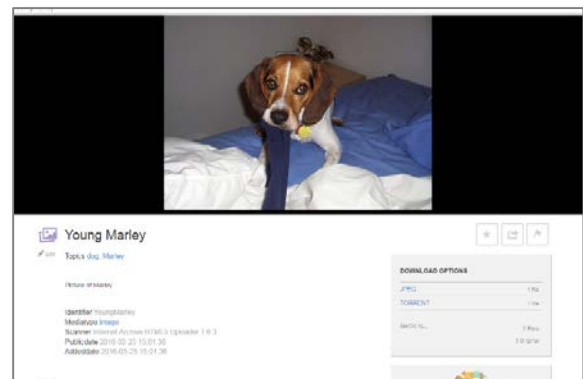 Young Marley
Topics dog, Marley
Picture of Marley
Identifier YoungMarley
Mediatype image
Scanner Internet Archive HTML5 Uploader 1.6.3
Publicdate 2016-05-25 15:01:36
Addeddate 2016-05-25 15:01:36
DOWNLOAD OPTIONS
JPEG
TORRENT